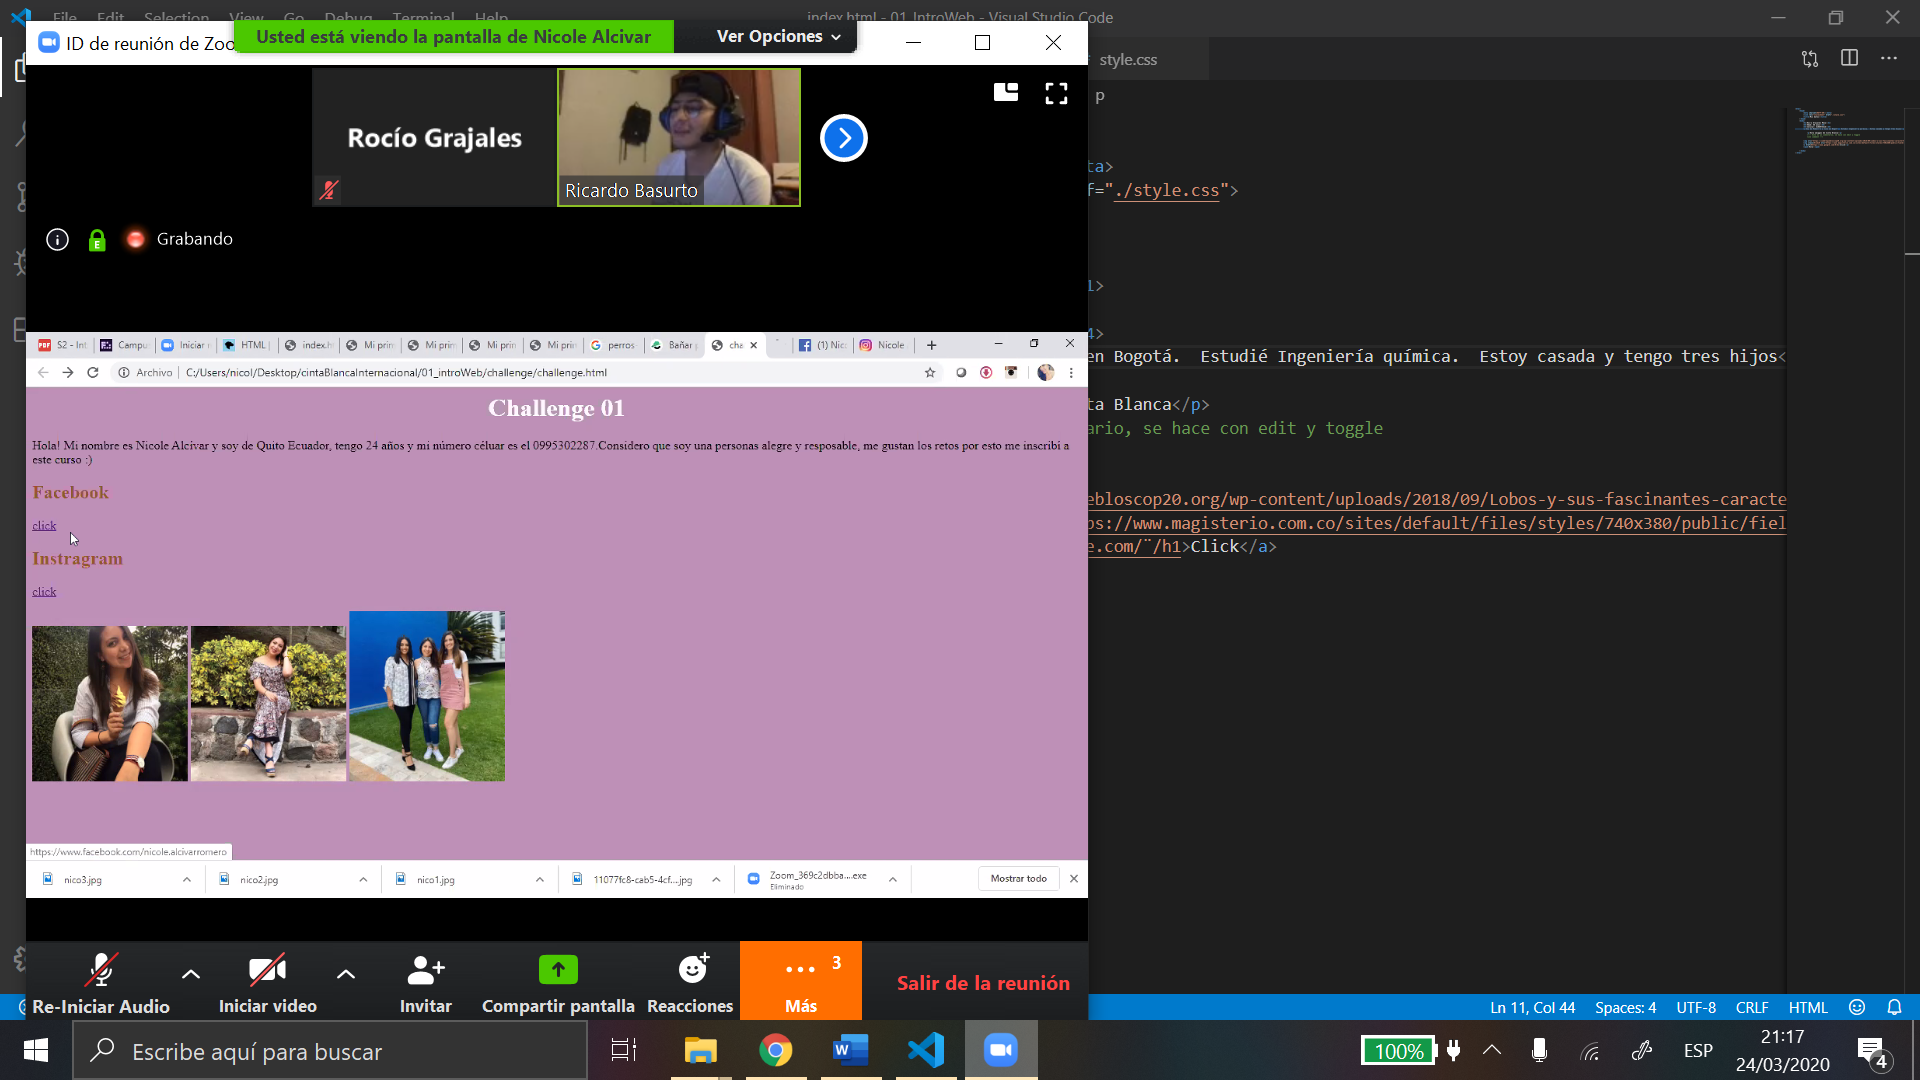 File Edit Selection View Go Debug Terminal Help
index.html - 01_IntroWeb - Visual Studio Code
ID de reunión de Zoo
Usted está viendo la pantalla de Nicole Alcivar
Ver Opciones
style.css
p
Rocío Grajales
Ricardo Basurto
Grabando
ta>
f="./style.css">
1>
4>
en Bogotá.  Estudié Ingeniería química.  Estoy casada y tengo tres hijos<
ta Blanca</p>
ario, se hace con edit y toggle
ebloscop20.org/wp-content/uploads/2018/09/Lobos-y-sus-fascinantes-caracte
ps://www.magisterio.com.co/sites/default/files/styles/740x380/public/fiel
e.com/¨/h1>Click</a>
S2 - Int
Campu
Iniciar
HTML
index.h
Mi prin
Mi prin
Mi prin
Mi prin
perros
Bañar
cha
(1) Nic
Nicole
Archivo | C:/Users/nicol/Desktop/cintaBlancaInternacional/01_introWeb/challenge/challenge.html
Challenge 01
Hola! Mi nombre es Nicole Alcívar y soy de Quito Ecuador, tengo 24 años y mi número céluar es el 0995302287.Considero que soy una personas alegre y resposable, me gustan los retos por esto me inscribi a
este curso :)
Facebook
click
Instragram
click
https://www.facebook.com/nicole.alcivarromero
nico3.jpg
nico2.jpg
nico1.jpg
11077fc8-cab5-4cf....jpg
Zoom_369c2dbba....exe
Eliminado
Mostrar todo
Re-Iniciar Audio
Iniciar video
Invitar
Compartir pantalla
Reacciones
3
Más
Salir de la reunión
Ln 11, Col 44
Spaces: 4
UTF-8
CRLF
HTML
Escribe aquí para buscar
100%
ESP
21:17
24/03/2020
4